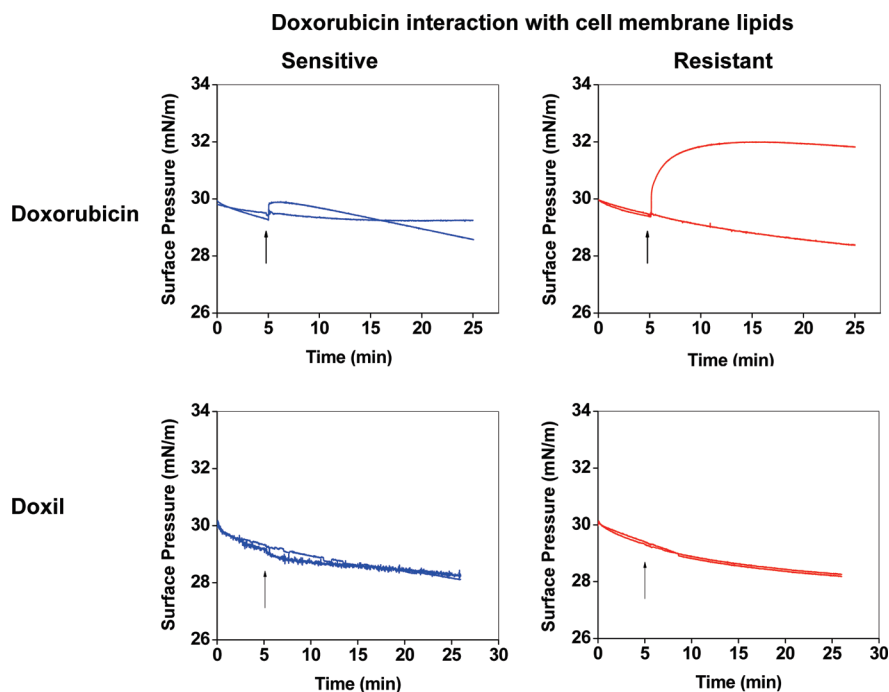 Doxorubicin interaction with cell membrane lipids
Sensitive
Resistant
Doxorubicin
Surface Pressure (mN/m)
34
32
30
28
26
0 5 10 15 20 25
Time (min)
Surface Pressure (mN/m)
34
32
30
28
26
0 5 10 15 20 25
Time (min)
Doxil
Surface Pressure (mN/m)
34
32
30
28
26
0 5 10 15 20 25 30
Time (min)
Surface Pressure (mN/m)
34
32
30
28
26
0 5 10 15 20 25 30
Time (min)